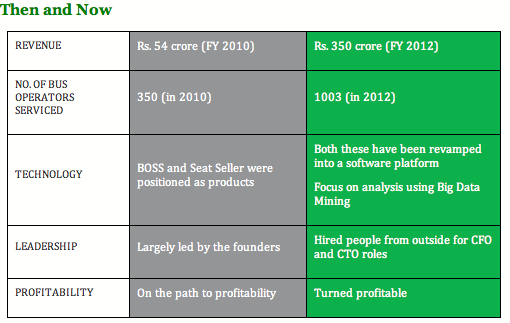 Then and Now
REVENUE
Rs. 54 crore (FY 2010)
Rs. 350 crore (FY 2012)
NO. OF BUS
OPERATORS
SERVICED
350 (in 2010)
1003 (in 2012)
TECHNOLOGY
BOSS and Seat Seller were
positioned as products
Both these have been revamped
into a software platform
Focus on analysis using Big Data
Mining
LEADERSHIP
Largely led by the founders
Hired people from outside for CFO
and CTO roles
PROFITABILITY
On the path to profitability
Turned profitable